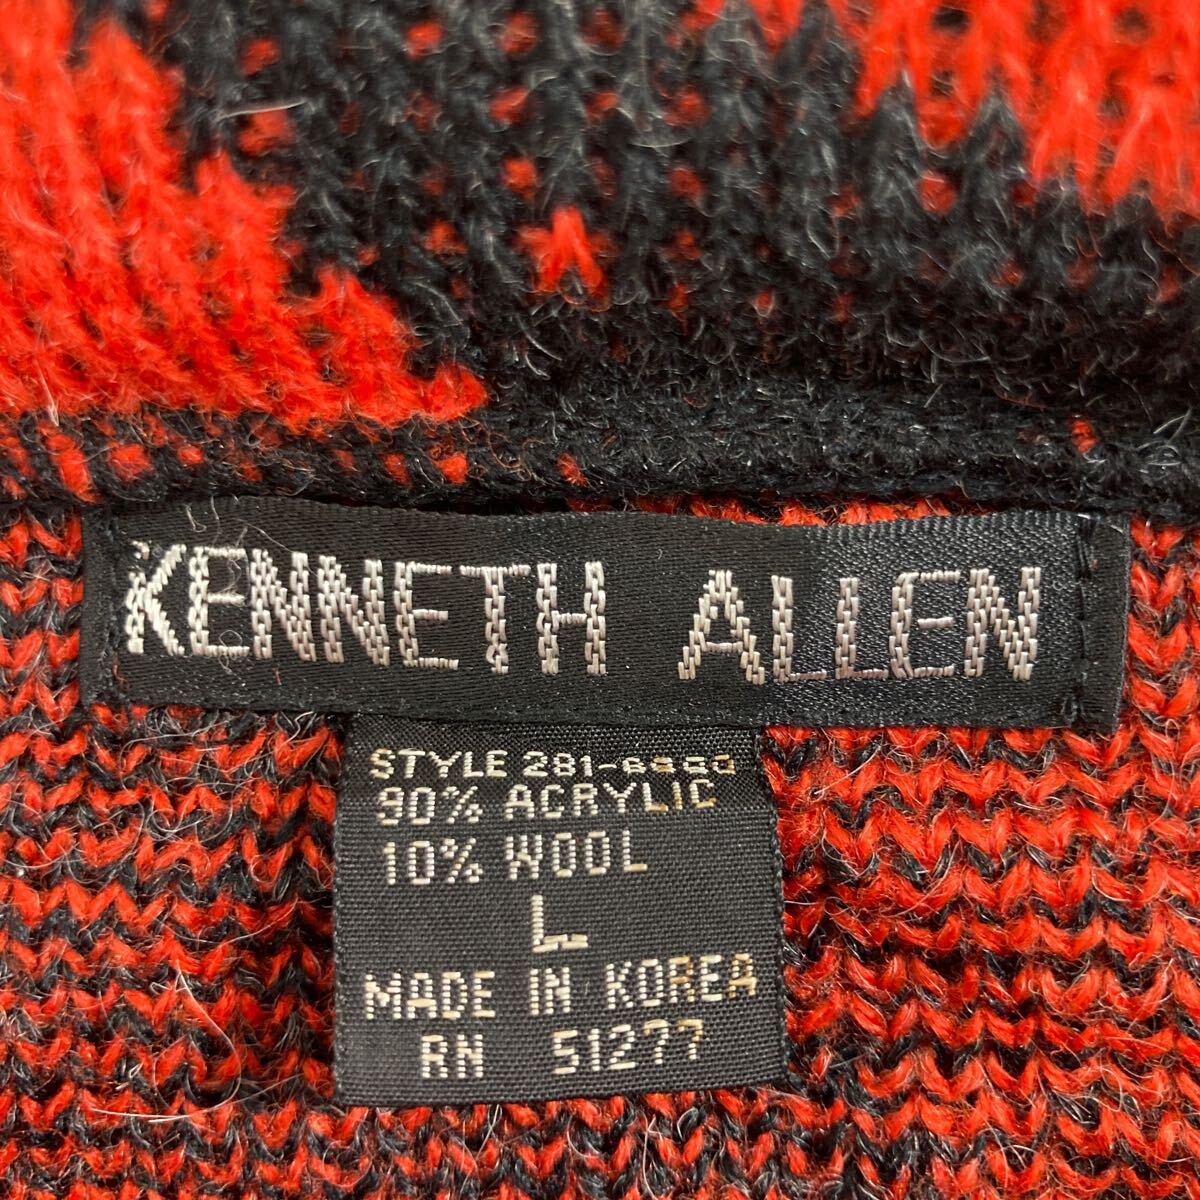 KENNETH ALLEN
STYLE
90% ACRYLIC
10% WOOL
L
MADE IN KOREA
RN 51277